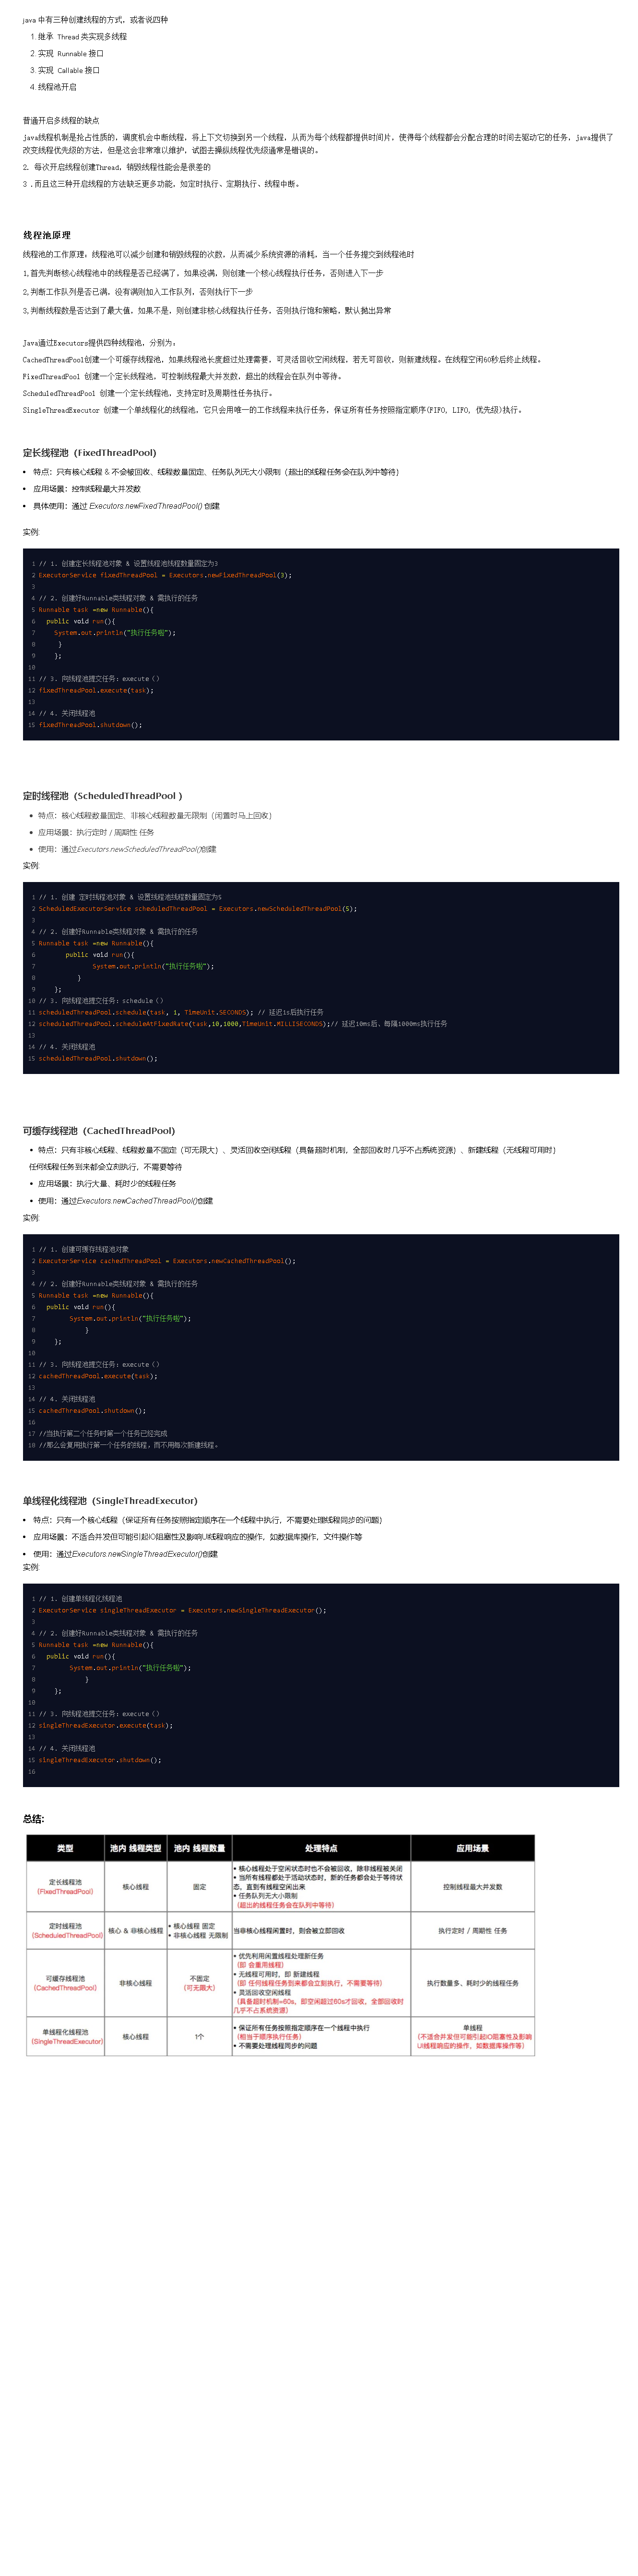 java 中有三种创建线程的方式，或者说四种
1. 继承 Thread 类实现多线程
2. 实现 Runnable 接口
3. 实现 Callable 接口
4. 线程池开启
普通开启多线程的缺点
java线程机制是抢占性质的，调度机会中断线程，将上下文切换到另一个线程，从而为每个线程都提供时间片，使得每个线程都会分配合理的时间去驱动它的任务，java提供了
改变线程优先级的方法，但是这会非常难以维护，试图去操纵线程优先级通常是错误的。
2. 每次开启线程创建Thread，销毁线程性能会是很差的
3 .而且这三种开启线程的方法缺乏更多功能，如定时执行、定期执行、线程中断。
线程池原理
线程池的工作原理，线程池可以减少创建和销毁线程的次数，从而减少系统资源的消耗，当一个任务提交到线程池时
1,首先判断核心线程池中的线程是否已经满了，如果没满，则创建一个核心线程执行任务，否则进入下一步
2,判断工作队列是否已满，没有满则加入工作队列，否则执行下一步
3,判断线程数是否达到了最大值，如果不是，则创建非核心线程执行任务，否则执行饱和策略，默认抛出异常
Java通过Executors提供四种线程池，分别为：
CachedThreadPool创建一个可缓存线程池，如果线程池长度超过处理需要，可灵活回收空闲线程，若无可回收，则新建线程。在线程空闲60秒后终止线程。
FixedThreadPool 创建一个定长线程池，可控制线程最大并发数，超出的线程会在队列中等待。
ScheduledThreadPool 创建一个定长线程池，支持定时及周期性任务执行。
SingleThreadExecutor 创建一个单线程化的线程池，它只会用唯一的工作线程来执行任务，保证所有任务按照指定顺序(FIFO, LIFO, 优先级)执行。
定长线程池（FixedThreadPool）
• 特点：只有核心线程 & 不会被回收、线程数量固定、任务队列无大小限制（超出的线程任务会在队列中等待）
• 应用场景：控制线程最大并发数
• 具体使用：通过 Executors.newFixedThreadPool() 创建
实例:
1 // 1. 创建定长线程池对象 & 设置线程池线程数量固定为3
2 ExecutorService fixedThreadPool = Executors.newFixedThreadPool(3);
3
4 // 2. 创建好Runnable类线程对象 & 需执行的任务
5 Runnable task =new Runnable(){
6 public void run(){
7 System.out.println("执行任务啦");
8 }
9 };
10
11 // 3. 向线程池提交任务：execute（）
12 fixedThreadPool.execute(task);
13
14 // 4. 关闭线程池
15 fixedThreadPool.shutdown();
定时线程池（ScheduledThreadPool ）
• 特点：核心线程数量固定、非核心线程数量无限制（闲置时马上回收）
• 应用场景：执行定时 / 周期性 任务
• 使用：通过Executors.newScheduledThreadPool()创建
实例:
1 // 1. 创建 定时线程池对象 & 设置线程池线程数量固定为5
2 ScheduledExecutorService scheduledThreadPool = Executors.newScheduledThreadPool(5);
3
4 // 2. 创建好Runnable类线程对象 & 需执行的任务
5 Runnable task =new Runnable(){
6 public void run(){
7 System.out.println("执行任务啦");
8 }
9 };
10 // 3. 向线程池提交任务：schedule（）
11 scheduledThreadPool.schedule(task, 1, TimeUnit.SECONDS); // 延迟1s后执行任务
12 scheduledThreadPool.scheduleAtFixedRate(task,10,1000,TimeUnit.MILLISECONDS);// 延迟10ms后、每隔1000ms执行任务
13
14 // 4. 关闭线程池
15 scheduledThreadPool.shutdown();
可缓存线程池（CachedThreadPool）
• 特点：只有非核心线程、线程数量不固定（可无限大）、灵活回收空闲线程（具备超时机制，全部回收时几乎不占系统资源）、新建线程（无线程可用时）
任何线程任务到来都会立刻执行，不需要等待
• 应用场景：执行大量、耗时少的线程任务
• 使用：通过Executors.newCachedThreadPool()创建
实例:
1 // 1. 创建可缓存线程池对象
2 ExecutorService cachedThreadPool = Executors.newCachedThreadPool();
3
4 // 2. 创建好Runnable类线程对象 & 需执行的任务
5 Runnable task =new Runnable(){
6 public void run(){
7 System.out.println("执行任务啦");
8 }
9 };
10
11 // 3. 向线程池提交任务：execute（）
12 cachedThreadPool.execute(task);
13
14 // 4. 关闭线程池
15 cachedThreadPool.shutdown();
16
17 //当执行第二个任务时第一个任务已经完成
18 //那么会复用执行第一个任务的线程，而不用每次新建线程。
单线程化线程池（SingleThreadExecutor）
• 特点：只有一个核心线程（保证所有任务按照指定顺序在一个线程中执行，不需要处理线程同步的问题）
• 应用场景：不适合并发但可能引起IO阻塞性及影响UI线程响应的操作，如数据库操作，文件操作等
• 使用：通过Executors.newSingleThreadExecutor()创建
实例:
1 // 1. 创建单线程化线程池
2 ExecutorService singleThreadExecutor = Executors.newSingleThreadExecutor();
3
4 // 2. 创建好Runnable类线程对象 & 需执行的任务
5 Runnable task =new Runnable(){
6 public void run(){
7 System.out.println("执行任务啦");
8 }
9 };
10
11 // 3. 向线程池提交任务：execute（）
12 singleThreadExecutor.execute(task);
13
14 // 4. 关闭线程池
15 singleThreadExecutor.shutdown();
16
总结:
类型 池内 线程类型 池内 线程数量 处理特点 应用场景
定长线程池
（FixedThreadPool）
核心线程
固定
• 核心线程处于空闲状态时也不会被回收，除非线程被关闭
• 当所有线程都处于活动状态时，新的任务都会处于等待状
态，直到有线程空闲出来
• 任务队列无大小限制
（超出的线程任务会在队列中等待）
控制线程最大并发数
定时线程池
（ScheduledThreadPool）
核心 & 非核心线程
• 核心线程 固定
• 非核心线程 无限制
当非核心线程闲置时，则会被立即回收
执行定时 / 周期性 任务
可缓存线程池
（CachedThreadPool）
非核心线程
不固定
（可无限大）
• 优先利用闲置线程处理新任务
（即 会重用线程）
• 无线程可用时，即 新建线程
（即 任何线程任务到来都会立刻执行，不需要等待）
• 灵活回收空闲线程
（具备超时机制=60s，即空闲超过60s才回收，全部回收时
几乎不占系统资源）
执行数量多、耗时少的线程任务
单线程化线程池
（SingleThreadExecutor）
核心线程
1个
• 保证所有任务按照指定顺序在一个线程中执行
（相当于顺序执行任务）
• 不需要处理线程同步的问题
单线程
（不适合并发但可能引起IO阻塞性及影响
UI线程响应的操作，如数据库操作等）